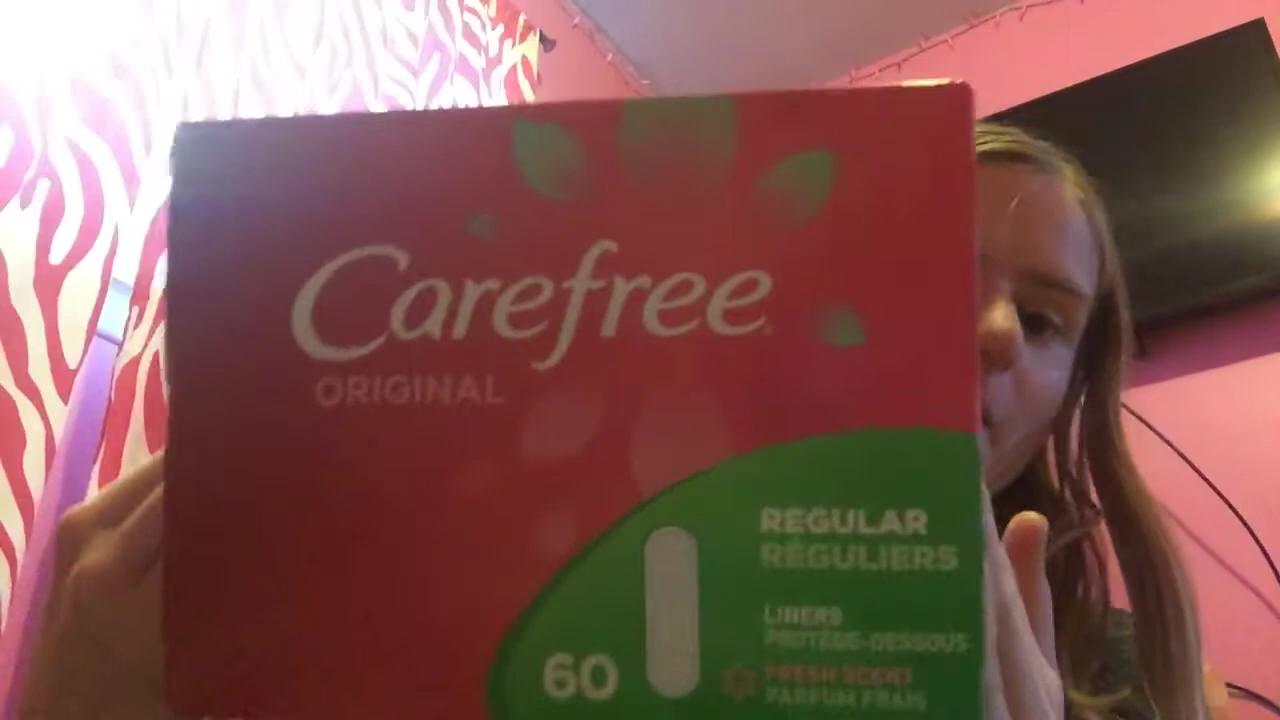 Carefree
ORIGINAL
REGULAR
RÉGULIERS
LINERS
PROTÈGE-DESSOUS
60
FRESH SCENT
PARFUM FRAIS